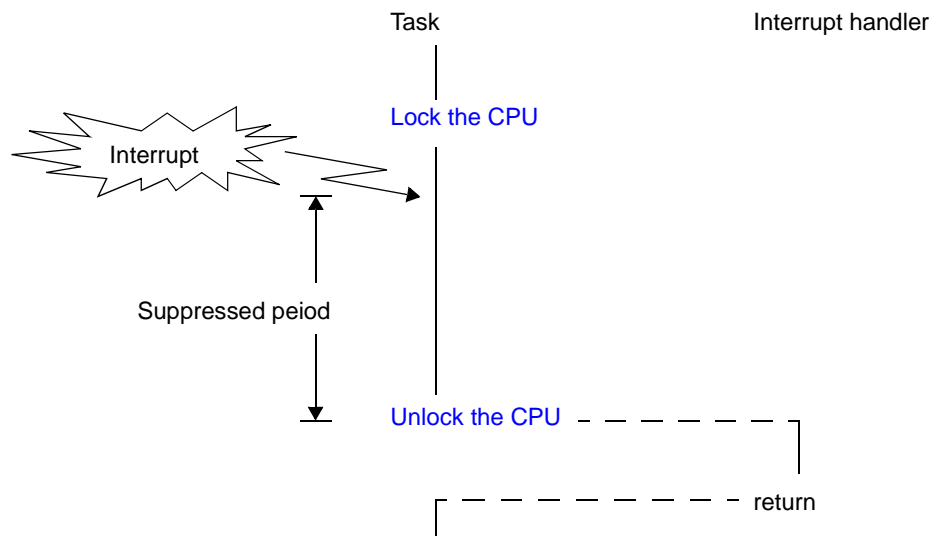 Task
Interrupt handler
Lock the CPU
Interrupt
Suppressed peiod
Unlock the CPU
return